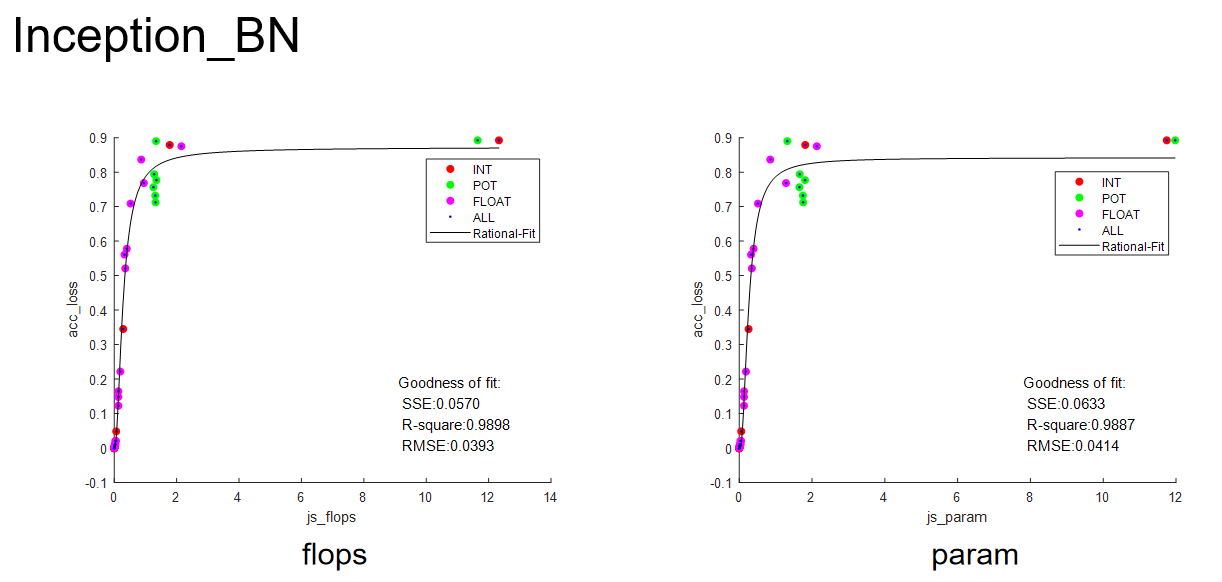 Inception_BN
0.9
0.8
0.7
0.6
0.5
0.4
0.3
0.2
0.1
0
-0.1
acc_loss
0 2 4 6 8 10 12 14
js_flops
INT
POT
FLOAT
ALL
Rational-Fit
Goodness of fit:
SSE:0.0570
R-square:0.9898
RMSE:0.0393
flops
0.9
0.8
0.7
0.6
0.5
0.4
0.3
0.2
0.1
0
-0.1
acc_loss
0 2 4 6 8 10 12
js_param
INT
POT
FLOAT
ALL
Rational-Fit
Goodness of fit:
SSE:0.0633
R-square:0.9887
RMSE:0.0414
param